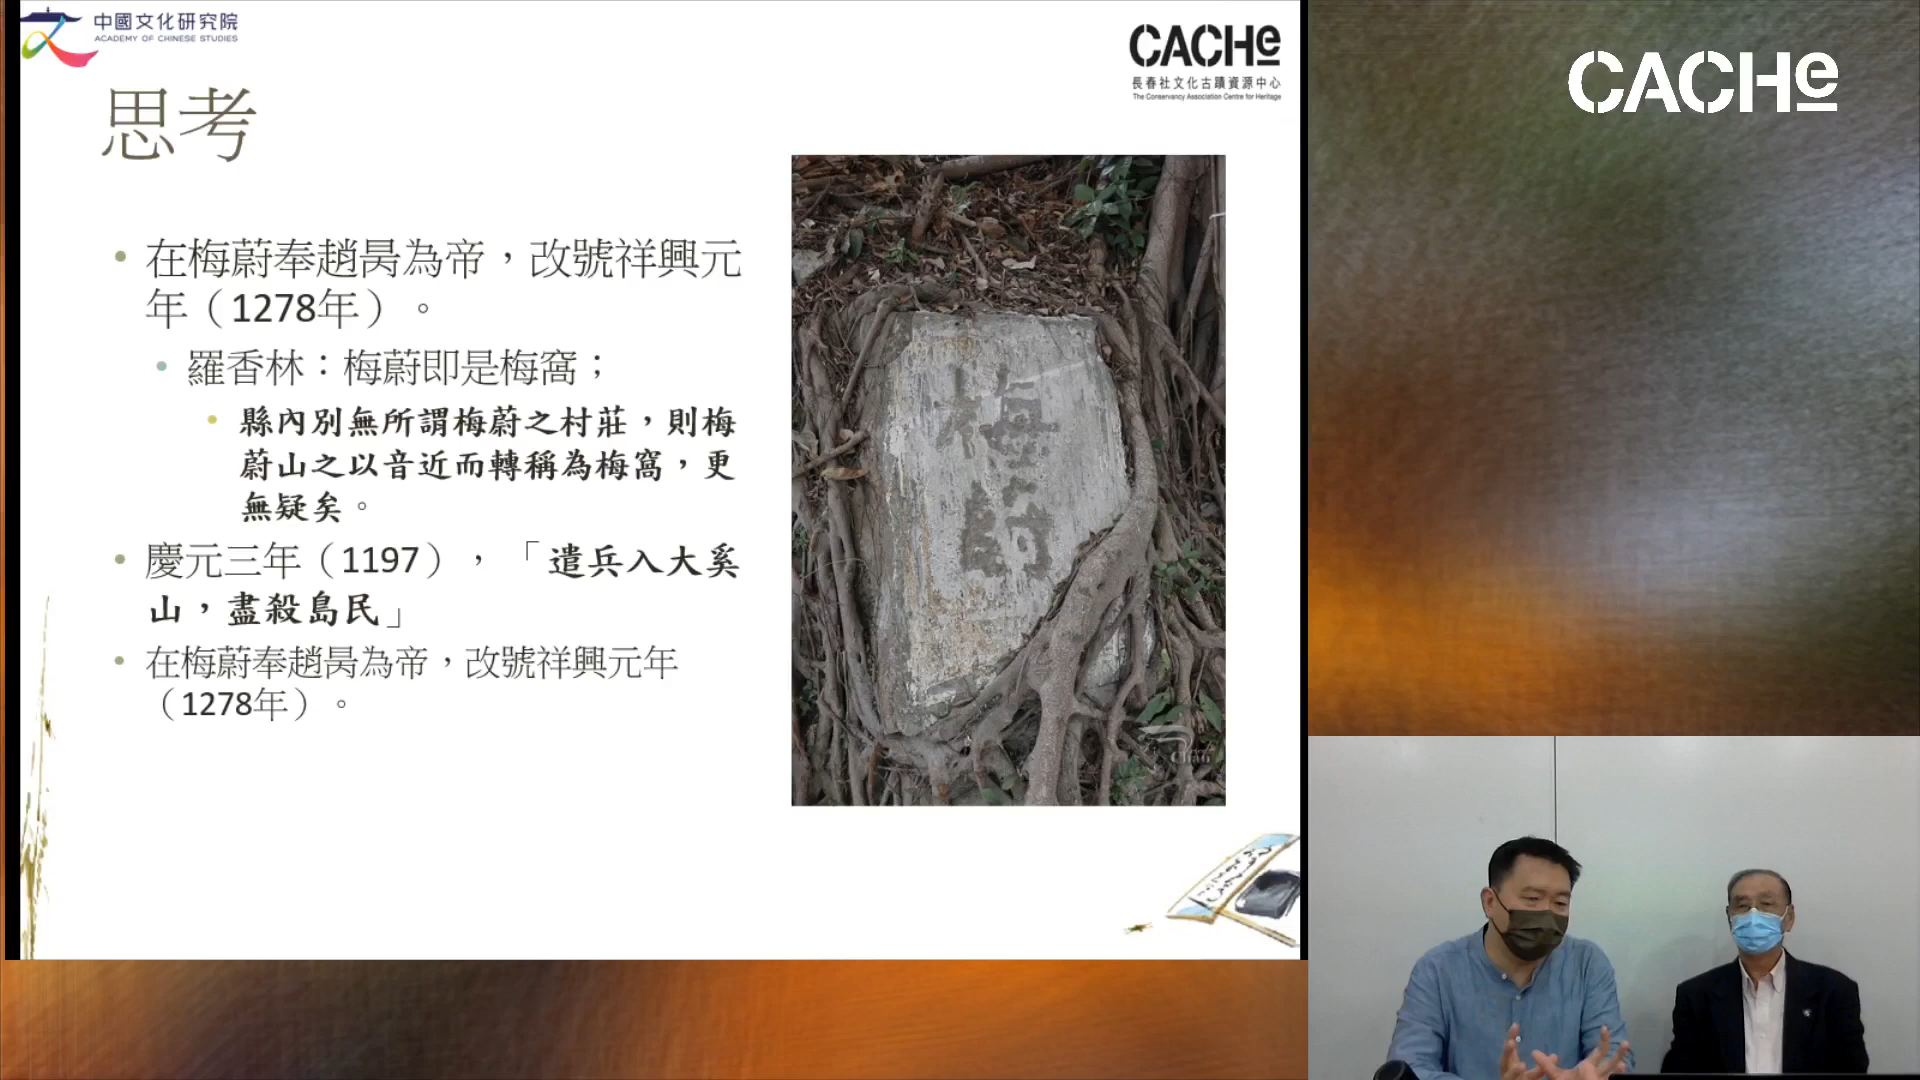 中國文化研究院
ACADEMY OF CHINESE STUDIES
CACHe
長春社文化古蹟資源中心
The Conservancy Association Centre for Heritage
CACHe
思考
• 在梅蔚奉趙昺為帝，改號祥興元
年（1278年）。
• 羅香林：梅蔚即是梅窩；
• 縣內別無所謂梅蔚之村莊，則梅
蔚山之以音近而轉稱為梅窩，更
無疑矣。
• 慶元三年（1197），「遣兵入大奚
山，盡殺島民」
• 在梅蔚奉趙昺為帝，改號祥興元年
（1278年）。
梅
蔚